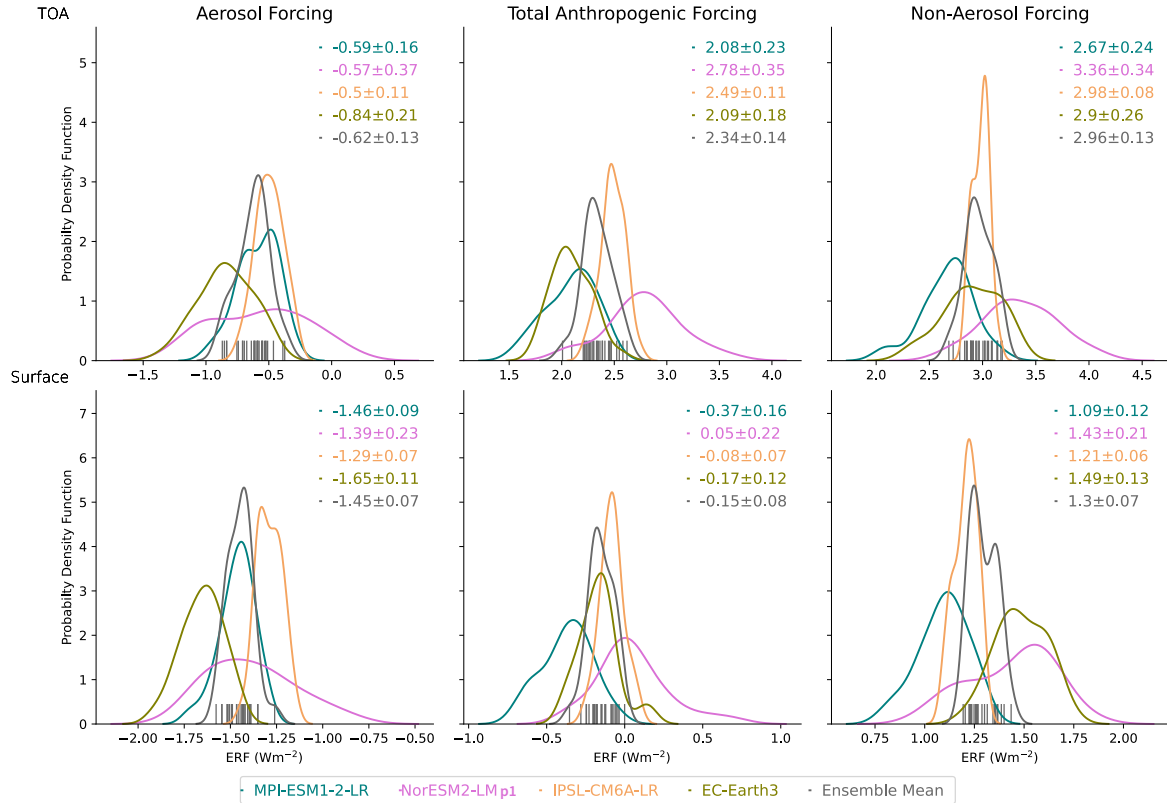 TOA
Aerosol Forcing
Total Anthropogenic Forcing
Non-Aerosol Forcing
Probabilty Density Function
5
4
3
2
1
0
-0.59±0.16
-0.57±0.37
-0.5±0.11
-0.84±0.21
-0.62±0.13
2.08±0.23
2.78±0.35
2.49±0.11
2.09±0.18
2.34±0.14
2.67±0.24
3.36±0.34
2.98±0.08
2.9±0.26
2.96±0.13
−1.5 −1.0 −0.5 0.0 0.5
1.5 2.0 2.5 3.0 3.5 4.0
2.0 2.5 3.0 3.5 4.0 4.5
Surface
Probabilty Density Function
7
6
5
4
3
2
1
0
-1.46±0.09
-1.39±0.23
-1.29±0.07
-1.65±0.11
-1.45±0.07
-0.37±0.16
0.05±0.22
-0.08±0.07
-0.17±0.12
-0.15±0.08
1.09±0.12
1.43±0.21
1.21±0.06
1.49±0.13
1.3±0.07
−2.00 −1.75 −1.50 −1.25 −1.00 −0.75 −0.50
−1.0 −0.5 0.0 0.5 1.0
0.75 1.00 1.25 1.50 1.75 2.00
ERF (Wm⁻²)
ERF (Wm⁻²)
ERF (Wm⁻²)
MPI-ESM1-2-LR NorESM2-LMp1 IPSL-CM6A-LR EC-Earth3 Ensemble Mean